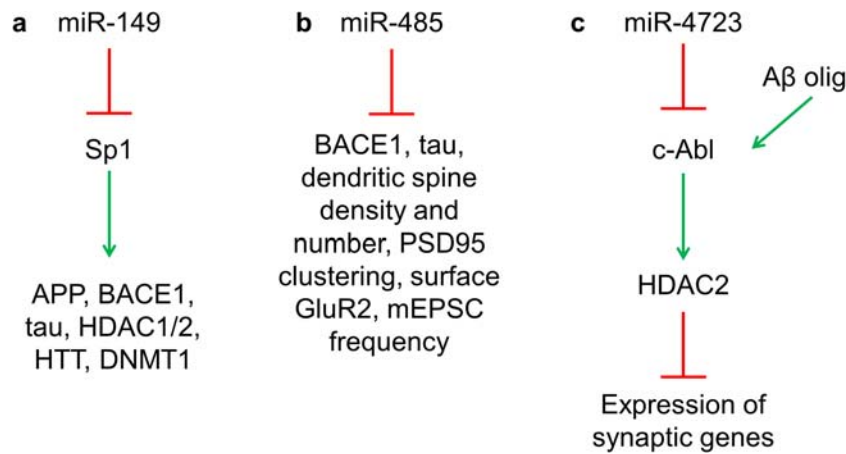 a miR-149
Sp1
APP, BACE1,
tau, HDAC1/2,
HTT, DNMT1
b miR-485
BACE1, tau,
dendritic spine
density and
number, PSD95
clustering, surface
GluR2, mEPSC
frequency
c miR-4723
Aβ olig
c-Abl
HDAC2
Expression of
synaptic genes